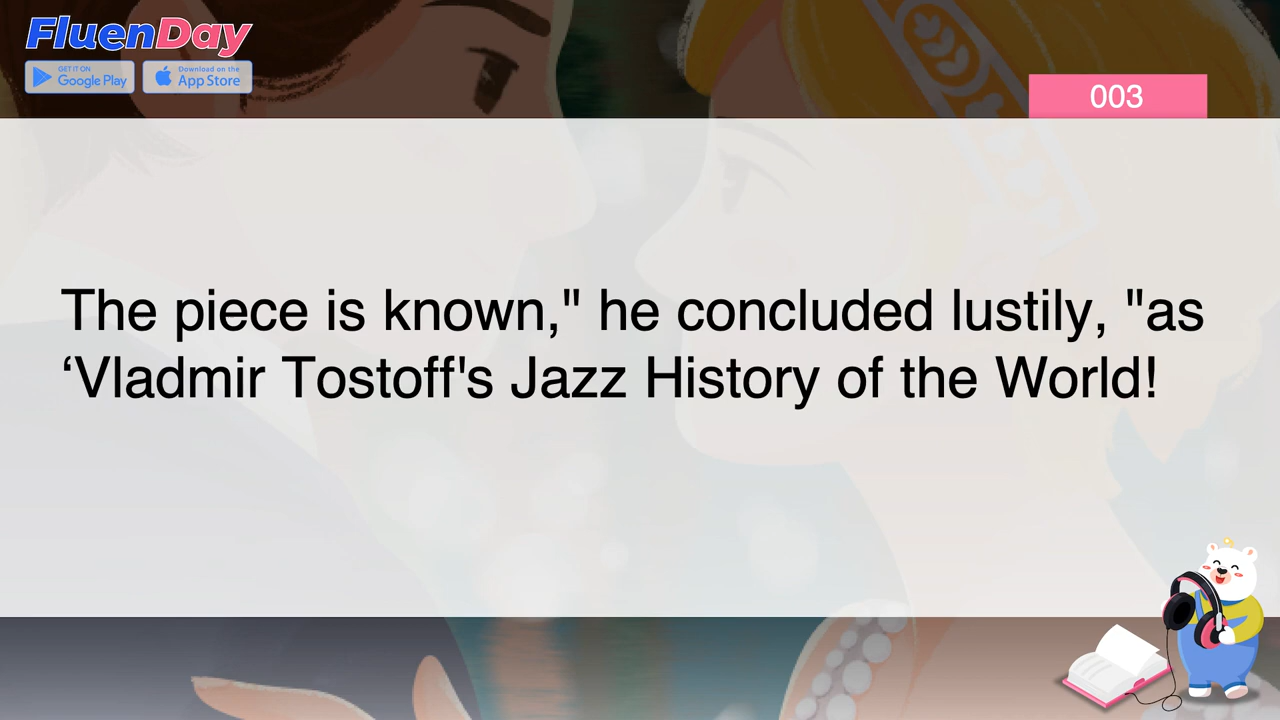 FluenDay
GET IT ON
Google Play
Download on the
App Store
003
The piece is known," he concluded lustily, "as
‘Vladmir Tostoff's Jazz History of the World!